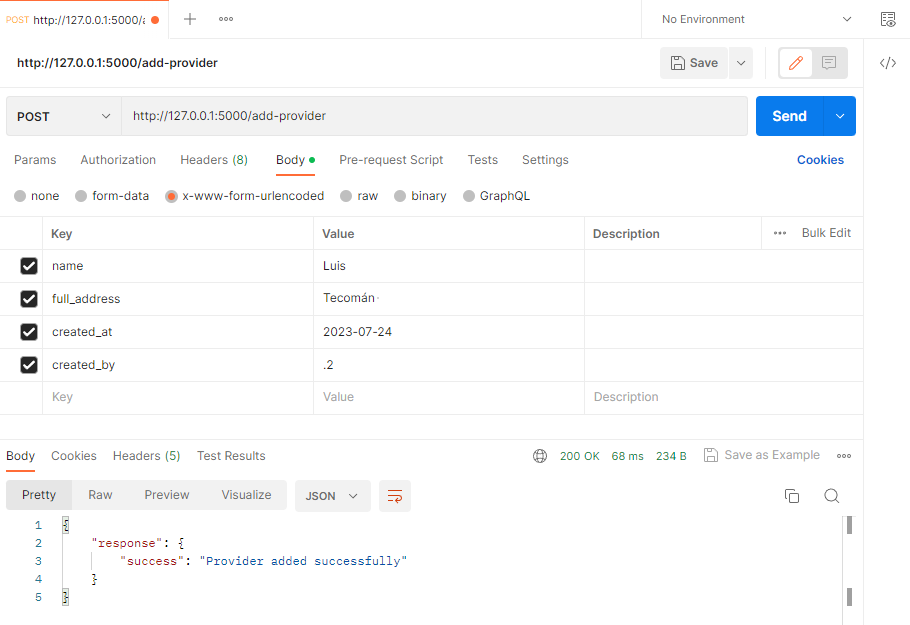 POST http://127.0.0.1:5000/a
No Environment
http://127.0.0.1:5000/add-provider
Save
POST http://127.0.0.1:5000/add-provider
Send
Params Authorization Headers (8) Body Pre-request Script Tests Settings Cookies
none form-data x-www-form-urlencoded raw binary GraphQL
Key Value Description Bulk Edit
name Luis
full_address Tecomán
created_at 2023-07-24
created_by .2
Key Value Description
Body Cookies Headers (5) Test Results 200 OK 68 ms 234 B Save as Example
Pretty Raw Preview Visualize JSON
1 {
2 "response": {
3 "success": "Provider added successfully"
4 }
5 }